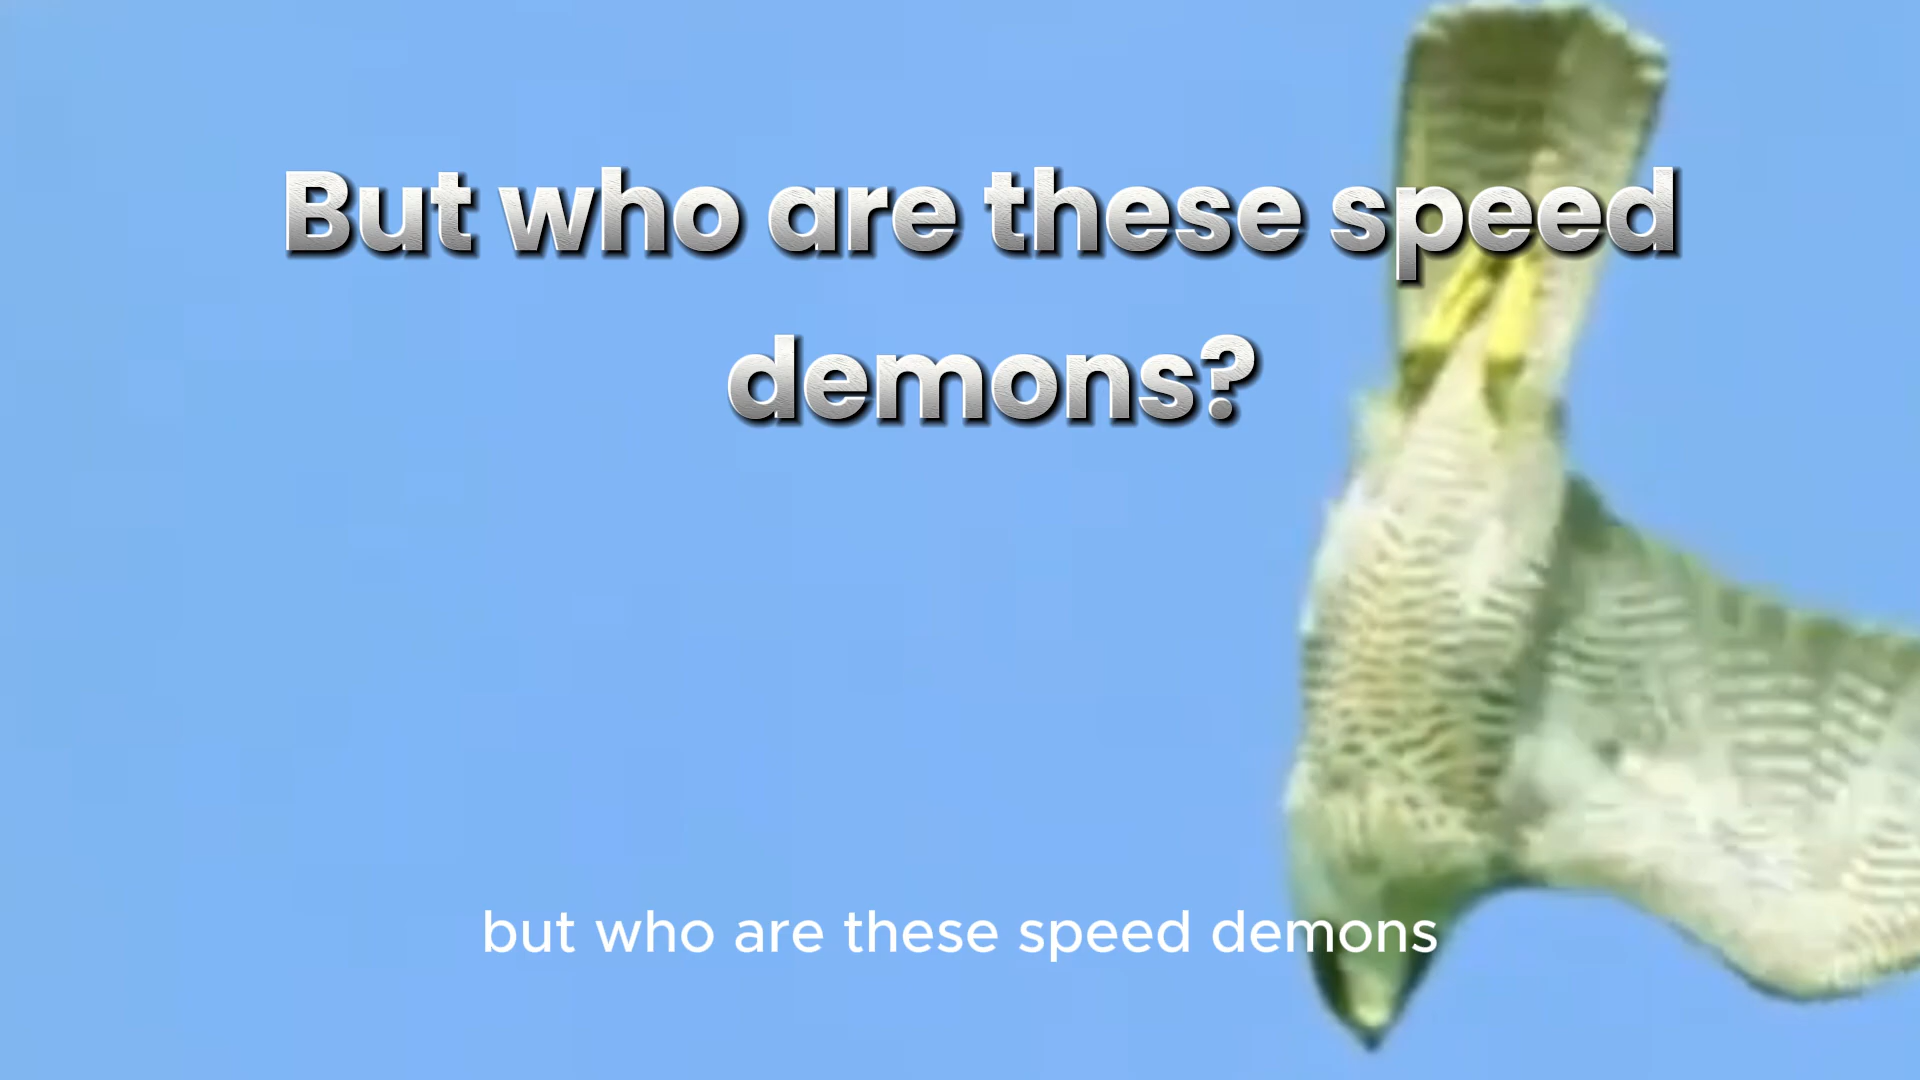 But who are these speed
demons?
but who are these speed demons